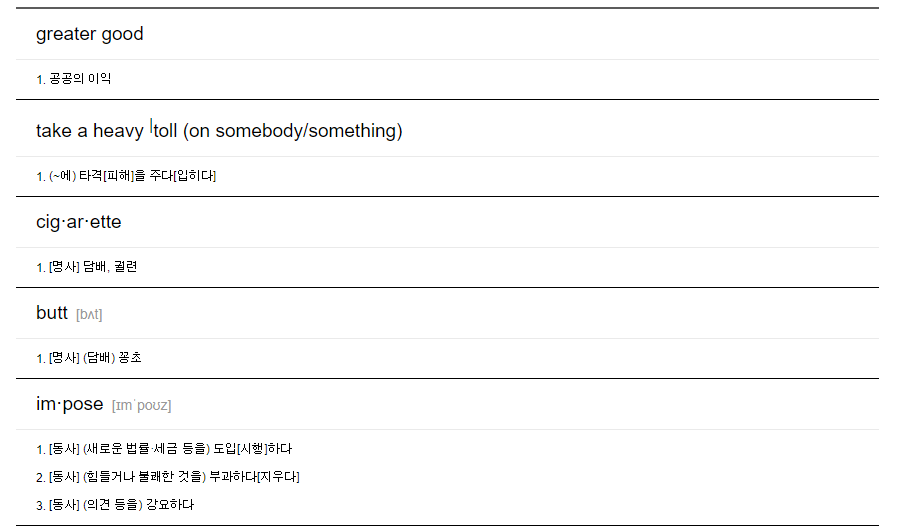 greater good
1. 공공의 이익
take a heavy |toll (on somebody/something)
1. (~에) 타격[피해]을 주다[입히다]
cig·ar·ette
1. [명사] 담배, 궐련
butt [bʌt]
1. [명사] (담배) 꽁초
im·pose [ɪmˈpoʊz]
1. [동사] (새로운 법률·세금 등을) 도입[시행]하다
2. [동사] (힘들거나 불쾌한 것을) 부과하다[지우다]
3. [동사] (의견 등을) 강요하다